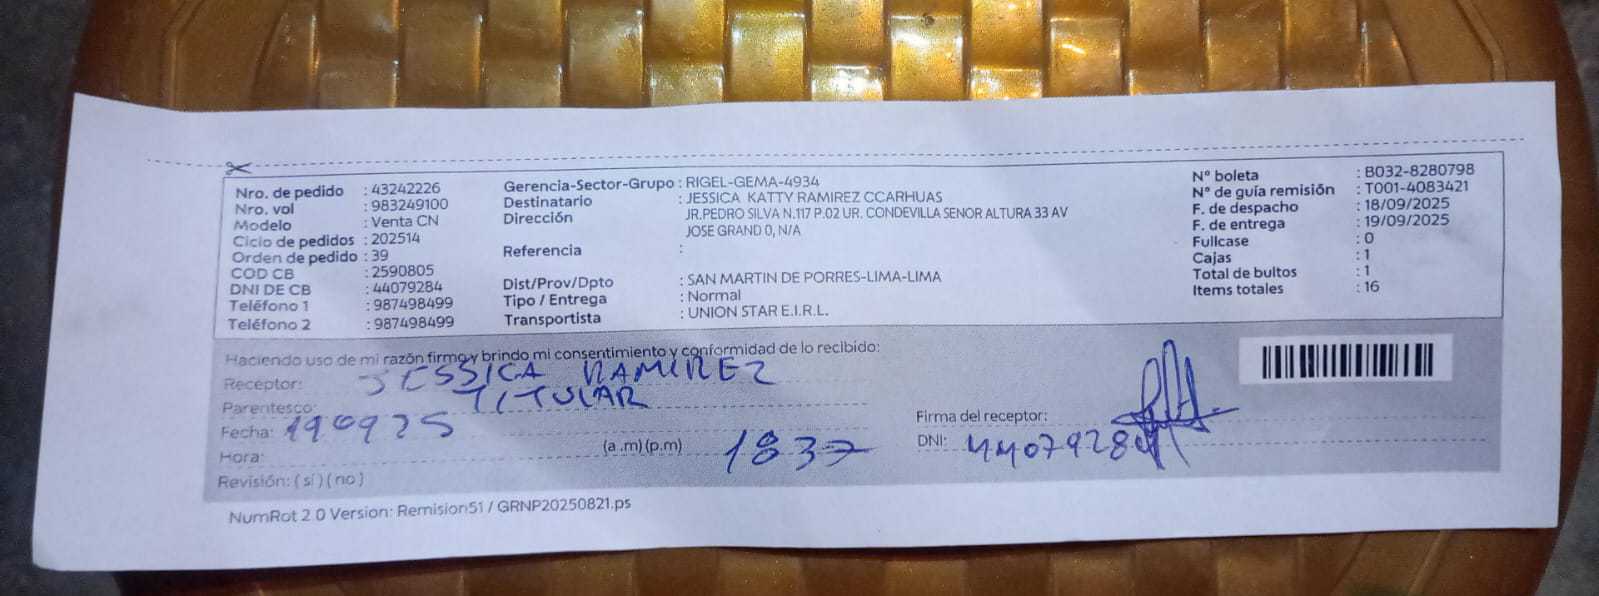 Nro. de pedido : 43242226
Nro. vol : 983249100
Modelo : Venta CN
Ciclo de pedidos : 202514
Orden de pedido : 39
COD CB : 2590805
DNI DE CB : 44079284
Teléfono 1 : 987498499
Teléfono 2 : 987498499
Gerencia-Sector-Grupo : RIGEL-GEMA-4934
Destinatario : JESSICA KATTY RAMIREZ CCARHUAS
Dirección JR.PEDRO SILVA N.117 P.02 UR. CONDEVILLA SENOR ALTURA 33 AV
JOSE GRAND 0, N/A
Referencia :
Dist/Prov/Dpto : SAN MARTIN DE PORRES-LIMA-LIMA
Tipo / Entrega : Normal
Transportista : UNION STAR E.I.R.L.
N° boleta : B032-8280798
N° de guía remisión : T001-4083421
F. de despacho : 18/09/2025
F. de entrega : 19/09/2025
Fullcase : 0
Cajas : 1
Total de bultos : 1
Items totales : 16
Haciendo uso de mi razón firmo y brindo mi consentimiento y conformidad de lo recibido:
Receptor: JESSICA RAMIREZ
Parentesco: TITULAR
Fecha: 190925
Hora: (a.m)(p.m) 1837
Revisión: ( sí ) ( no )
Firma del receptor:
DNI: 44079284
NumRot 2.0 Version: Remision51 / GRNP20250821.ps